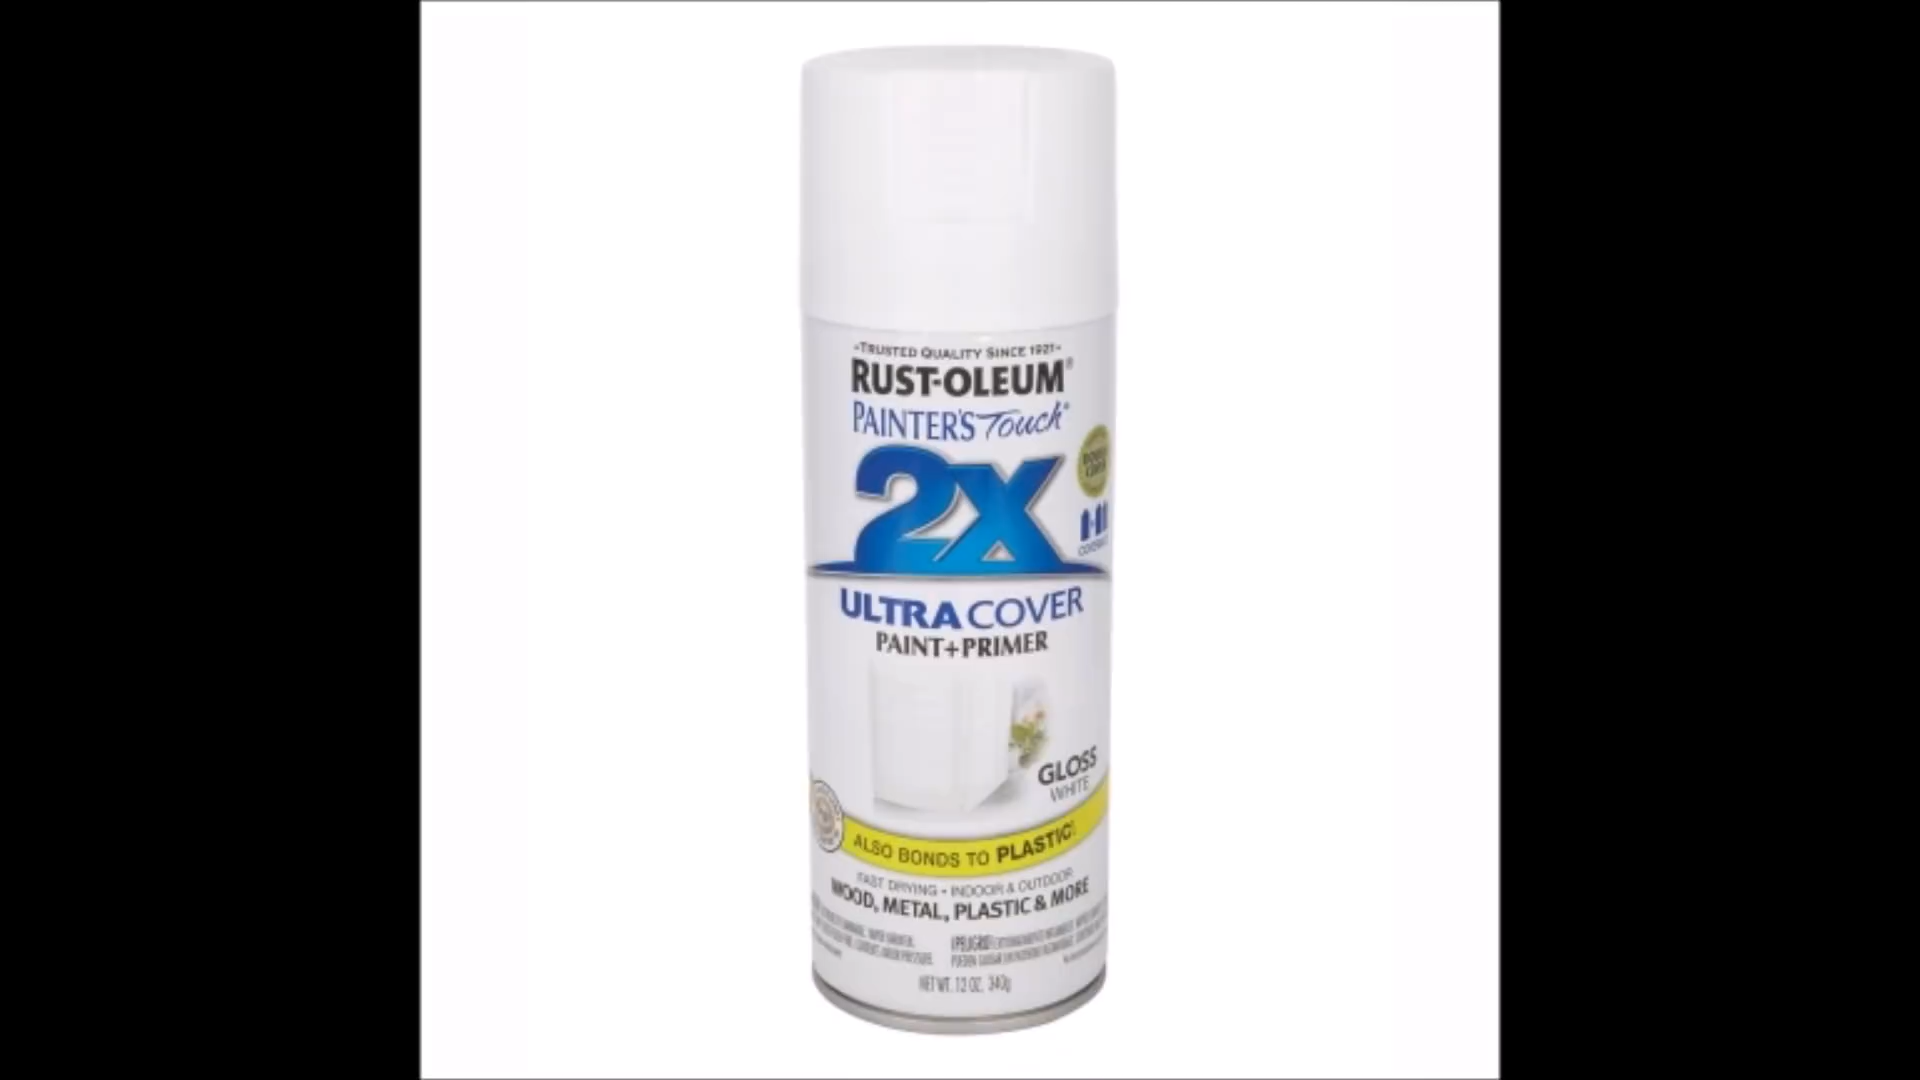 •TRUSTED QUALITY SINCE 1921•
RUST-OLEUM®
PAINTER'S Touch®
2X
ULTRA COVER
PAINT+PRIMER
GLOSS
WHITE
ALSO BONDS TO PLASTIC!
FAST DRYING • INDOOR & OUTDOOR
WOOD, METAL, PLASTIC & MORE
NET WT. 12 OZ. 340g